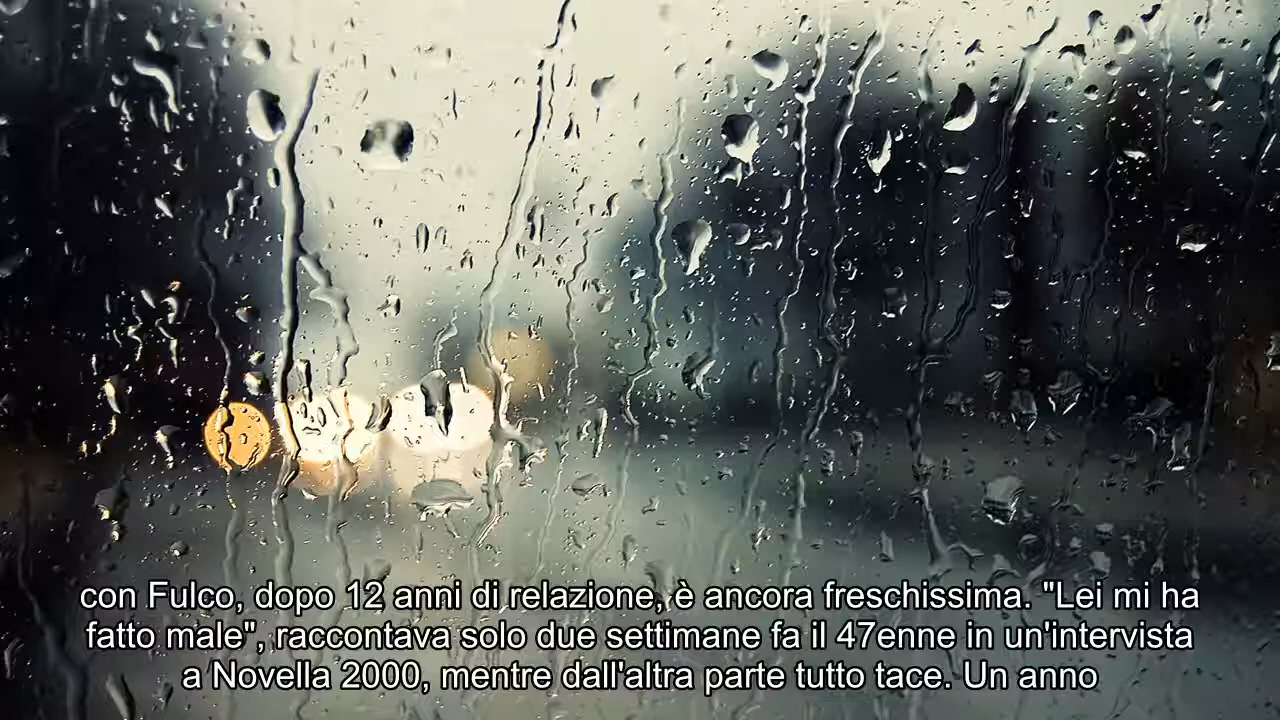 con Fulco, dopo 12 anni di relazione, è ancora freschissima. "Lei mi ha
fatto male", raccontava solo due settimane fa il 47enne in un'intervista
a Novella 2000, mentre dall'altra parte tutto tace. Un anno